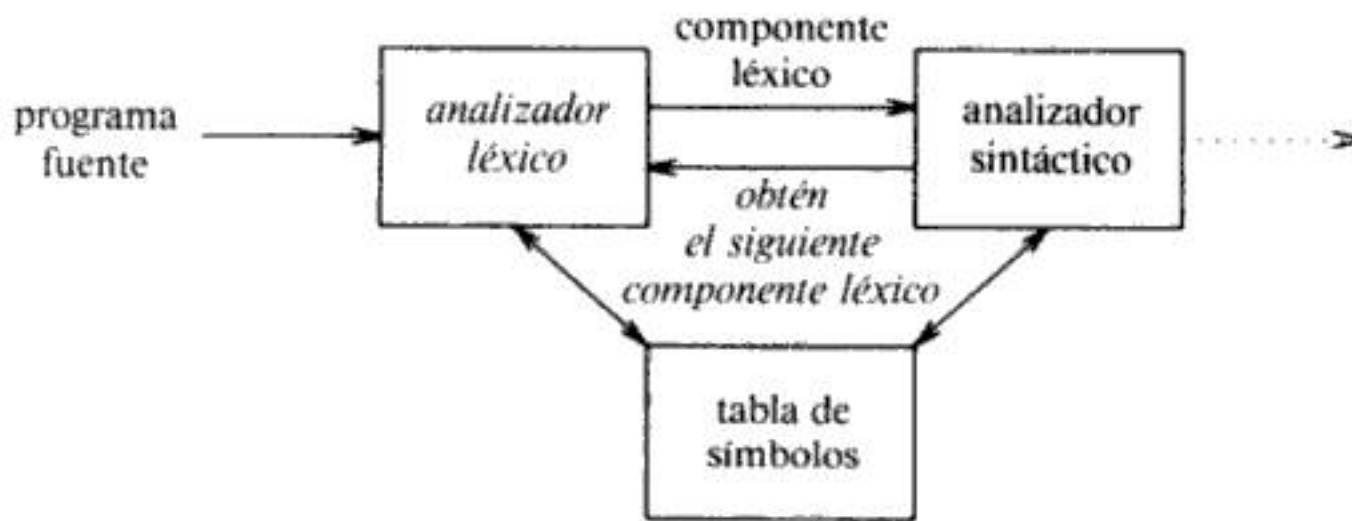 programa
fuente
analizador
léxico
componente
léxico
obtén
el siguiente
componente léxico
analizador
sintáctico
tabla de
símbolos